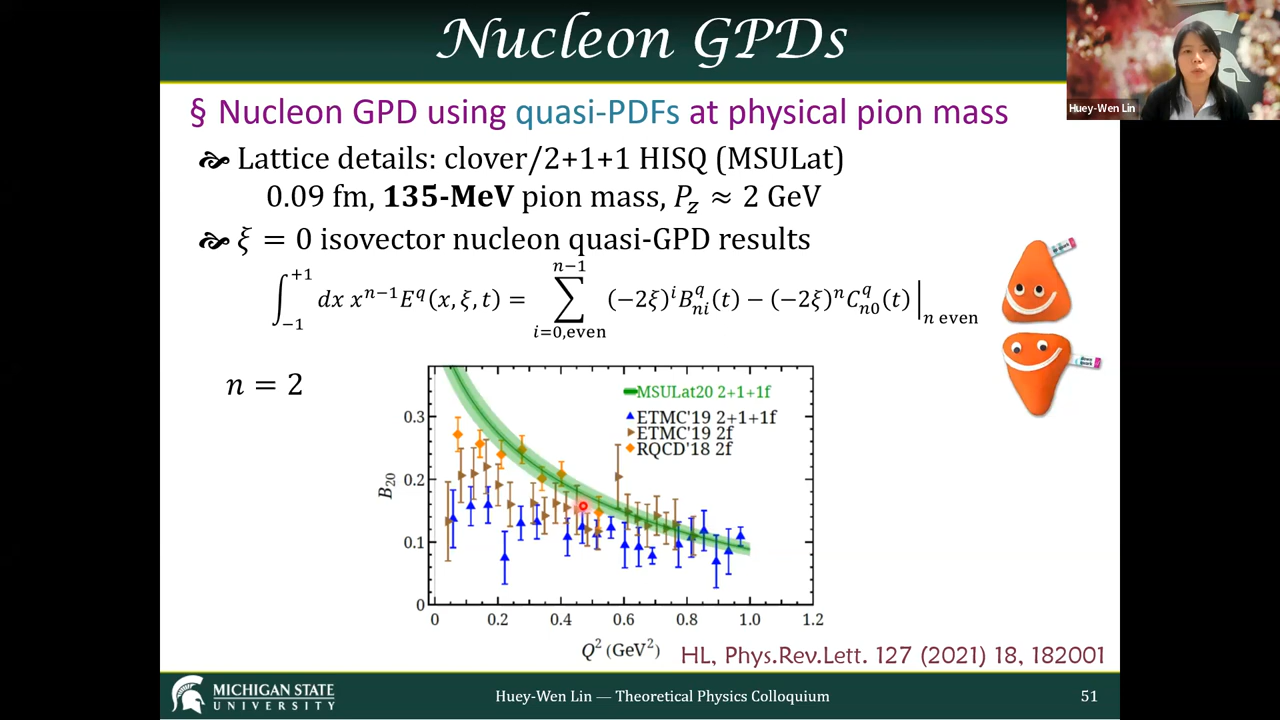 Nucleon GPDs
Huey-Wen Lin
§ Nucleon GPD using quasi-PDFs at physical pion mass
Lattice details: clover/2+1+1 HISQ (MSULat)
0.09 fm, 135-MeV pion mass, P_z ≈ 2 GeV
ξ = 0 isovector nucleon quasi-GPD results
∫_{−1}^{+1} dx x^{n−1} E^q(x, ξ, t) = ∑_{i=0,even}^{n−1} (−2ξ)^i B_{ni}^q(t) − (−2ξ)^n C_{n0}^q(t)|_{n even}
n = 2
MSULat20 2+1+1f
ETMC'19 2+1+1f
ETMC'19 2f
RQCD'18 2f
B_{20}
0.3
0.2
0.1
0
0 0.2 0.4 0.6 0.8 1.0 1.2
Q² (GeV²)
HL, Phys.Rev.Lett. 127 (2021) 18, 182001
MICHIGAN STATE
UNIVERSITY
Huey-Wen Lin — Theoretical Physics Colloquium
51